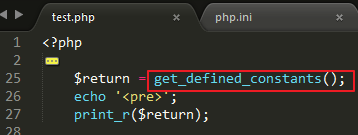 test.php
php.ini
1 <?php
2
25 $return = get_defined_constants();
26 echo '<pre>';
27 print_r($return);